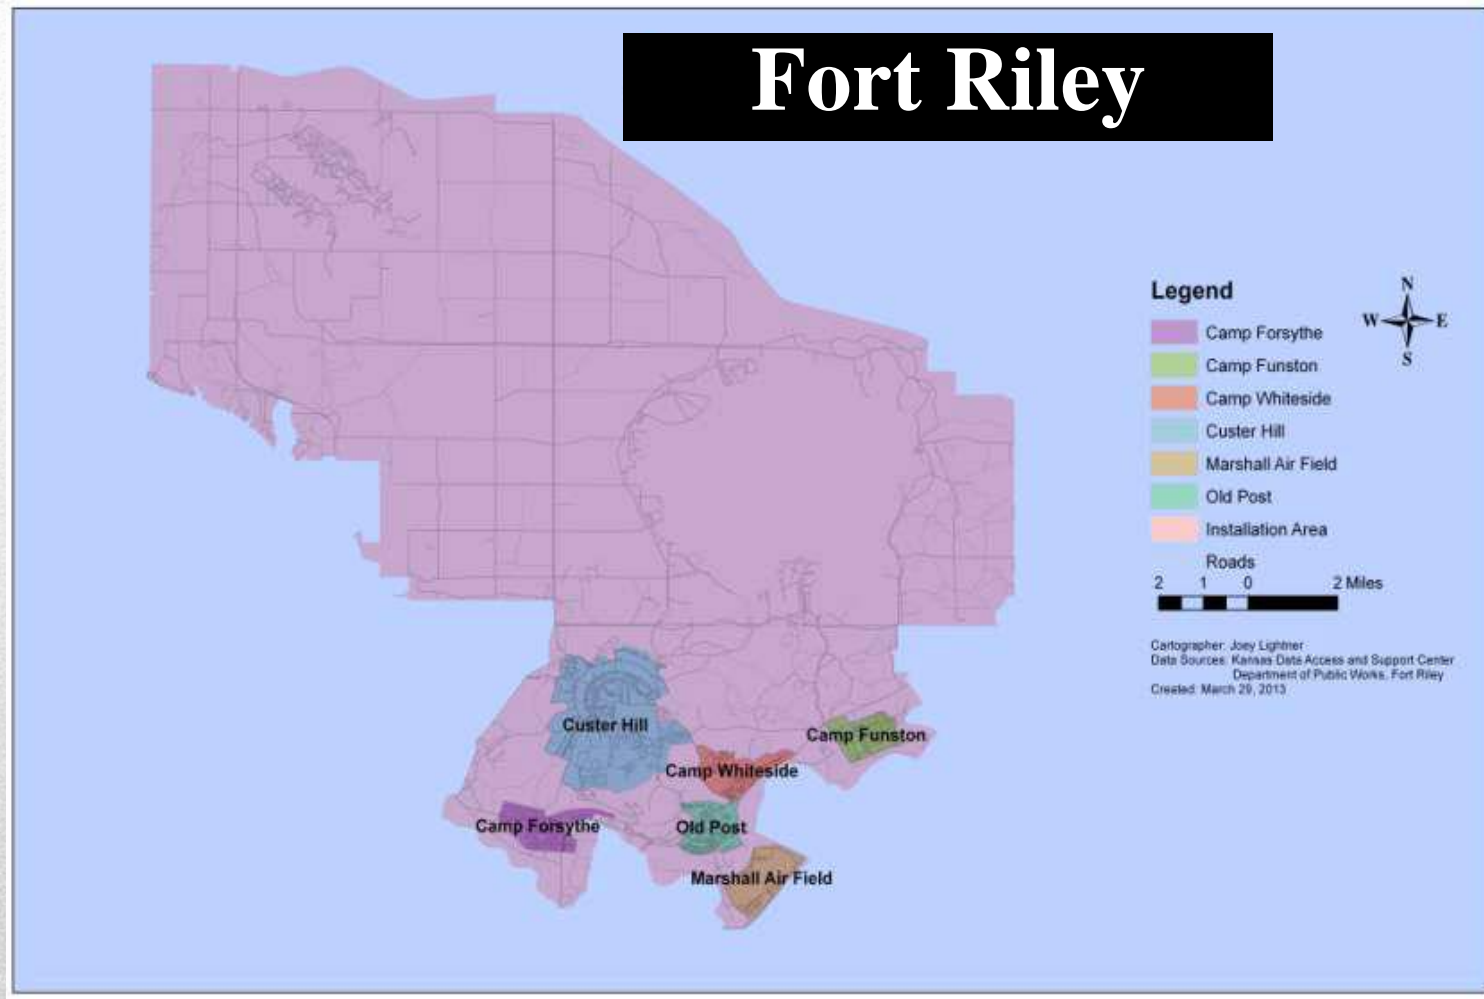 Fort Riley
Legend
N
W E
S
Camp Forsythe
Camp Funston
Camp Whiteside
Custer Hill
Marshall Air Field
Old Post
Installation Area
Roads
2 1 0 2 Miles
Cartographer: Joey Lightner
Data Sources: Kansas Data Access and Support Center
Department of Public Works, Fort Riley
Created: March 29, 2013
Custer Hill
Camp Funston
Camp Whiteside
Camp Forsythe
Old Post
Marshall Air Field